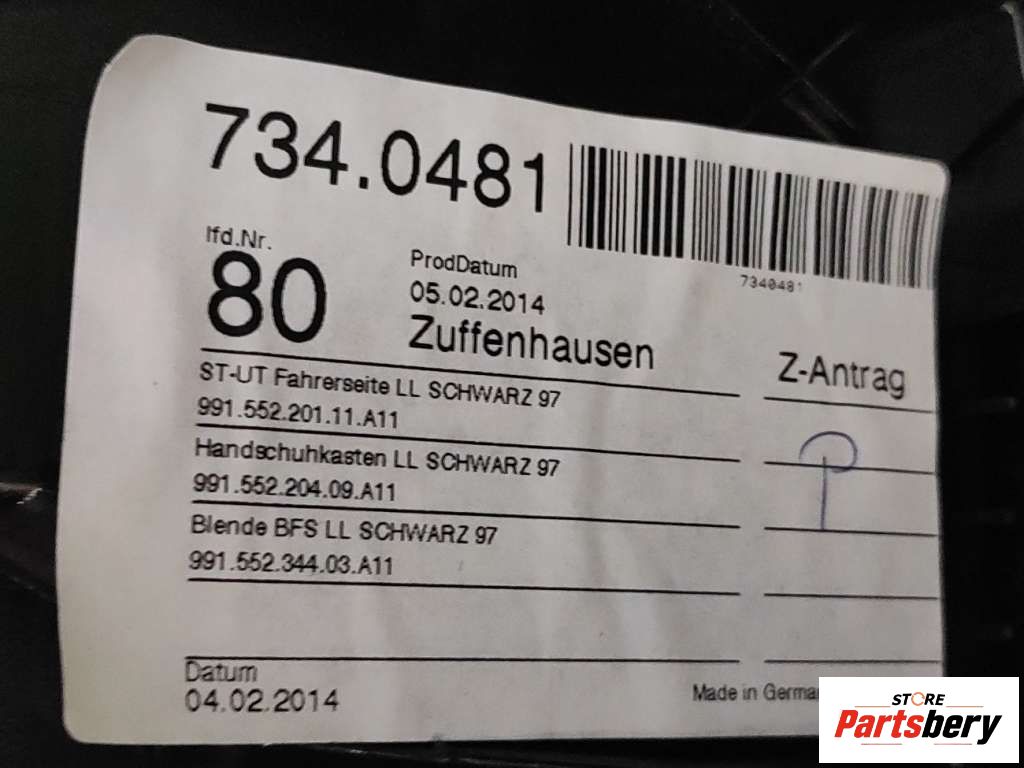 734.0481
7340481
lfd.Nr.
80
ProdDatum
05.02.2014
Zuffenhausen
Z-Antrag
ST-UT Fahrerseite LL SCHWARZ 97
991.552.201.11.A11
Handschuhkasten LL SCHWARZ 97
991.552.204.09.A11
Blende BFS LL SCHWARZ 97
991.552.344.03.A11
P
Datum
04.02.2014
Made in Germa
STORE
Partsbery